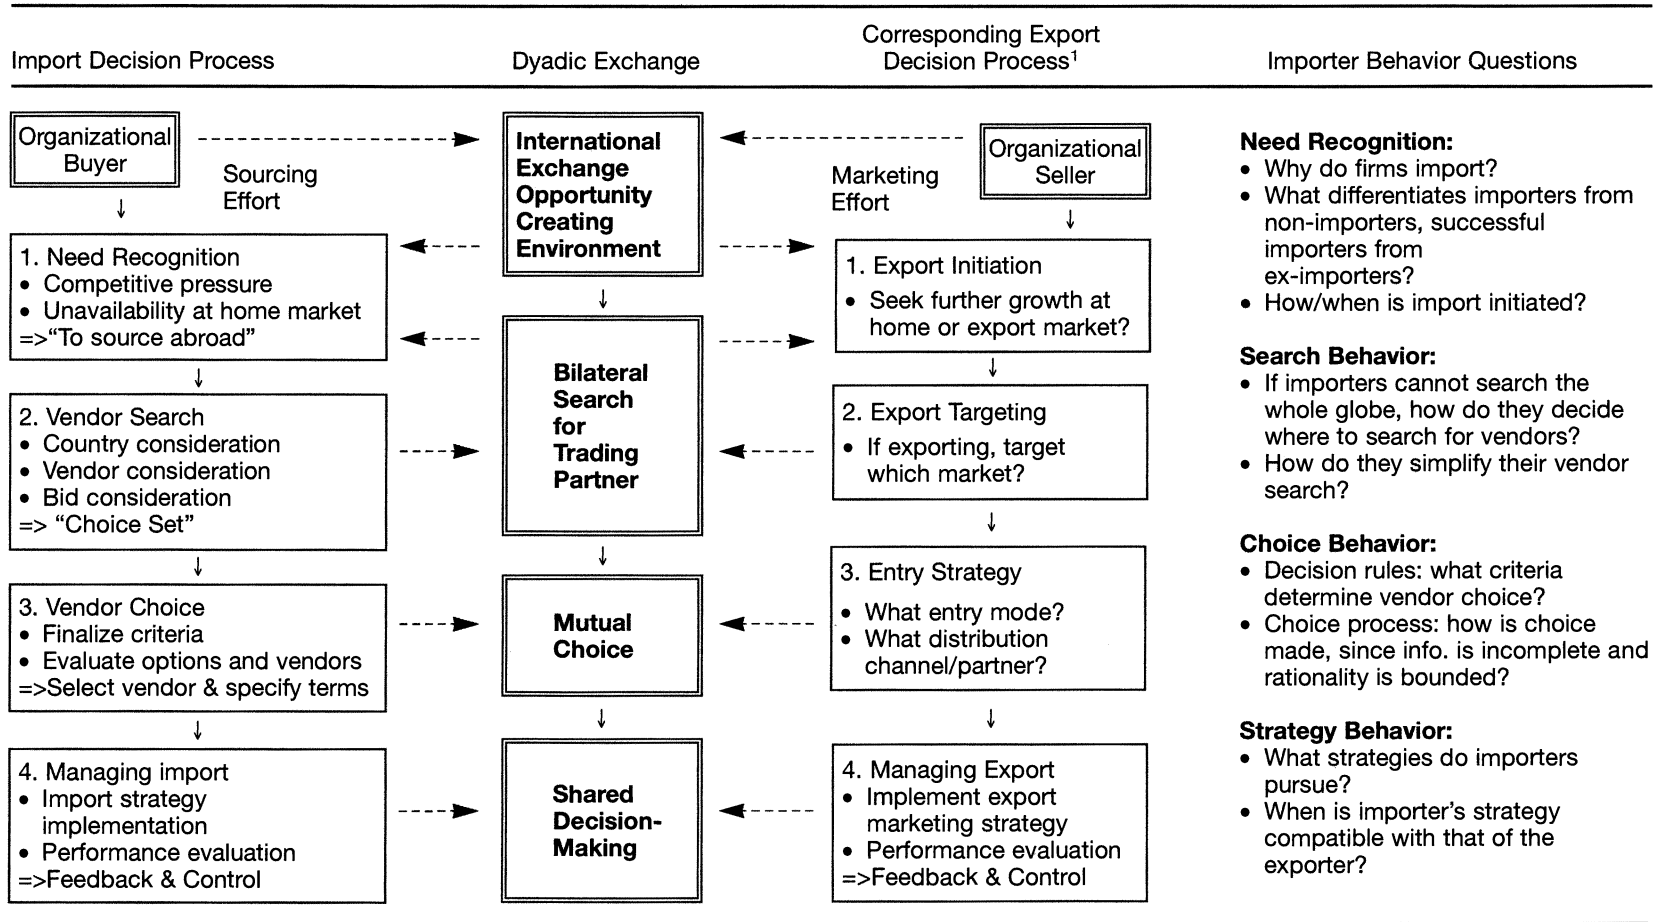 Import Decision Process
Dyadic Exchange
Corresponding Export
Decision Process¹
Importer Behavior Questions
Organizational
Buyer
Sourcing
Effort
1. Need Recognition
• Competitive pressure
• Unavailability at home market
=>“To source abroad”
2. Vendor Search
• Country consideration
• Vendor consideration
• Bid consideration
=> “Choice Set”
3. Vendor Choice
• Finalize criteria
• Evaluate options and vendors
=>Select vendor & specify terms
4. Managing import
• Import strategy
implementation
• Performance evaluation
=>Feedback & Control
International
Exchange
Opportunity
Creating
Environment
Bilateral
Search
for
Trading
Partner
Mutual
Choice
Shared
Decision-
Making
Organizational
Seller
Marketing
Effort
1. Export Initiation
• Seek further growth at
home or export market?
2. Export Targeting
• If exporting, target
which market?
3. Entry Strategy
• What entry mode?
• What distribution
channel/partner?
4. Managing Export
• Implement export
marketing strategy
• Performance evaluation
=>Feedback & Control
Need Recognition:
• Why do firms import?
• What differentiates importers from
non-importers, successful
importers from
ex-importers?
• How/when is import initiated?
Search Behavior:
• If importers cannot search the
whole globe, how do they decide
where to search for vendors?
• How do they simplify their vendor
search?
Choice Behavior:
• Decision rules: what criteria
determine vendor choice?
• Choice process: how is choice
made, since info. is incomplete and
rationality is bounded?
Strategy Behavior:
• What strategies do importers
pursue?
• When is importer’s strategy
compatible with that of the
exporter?